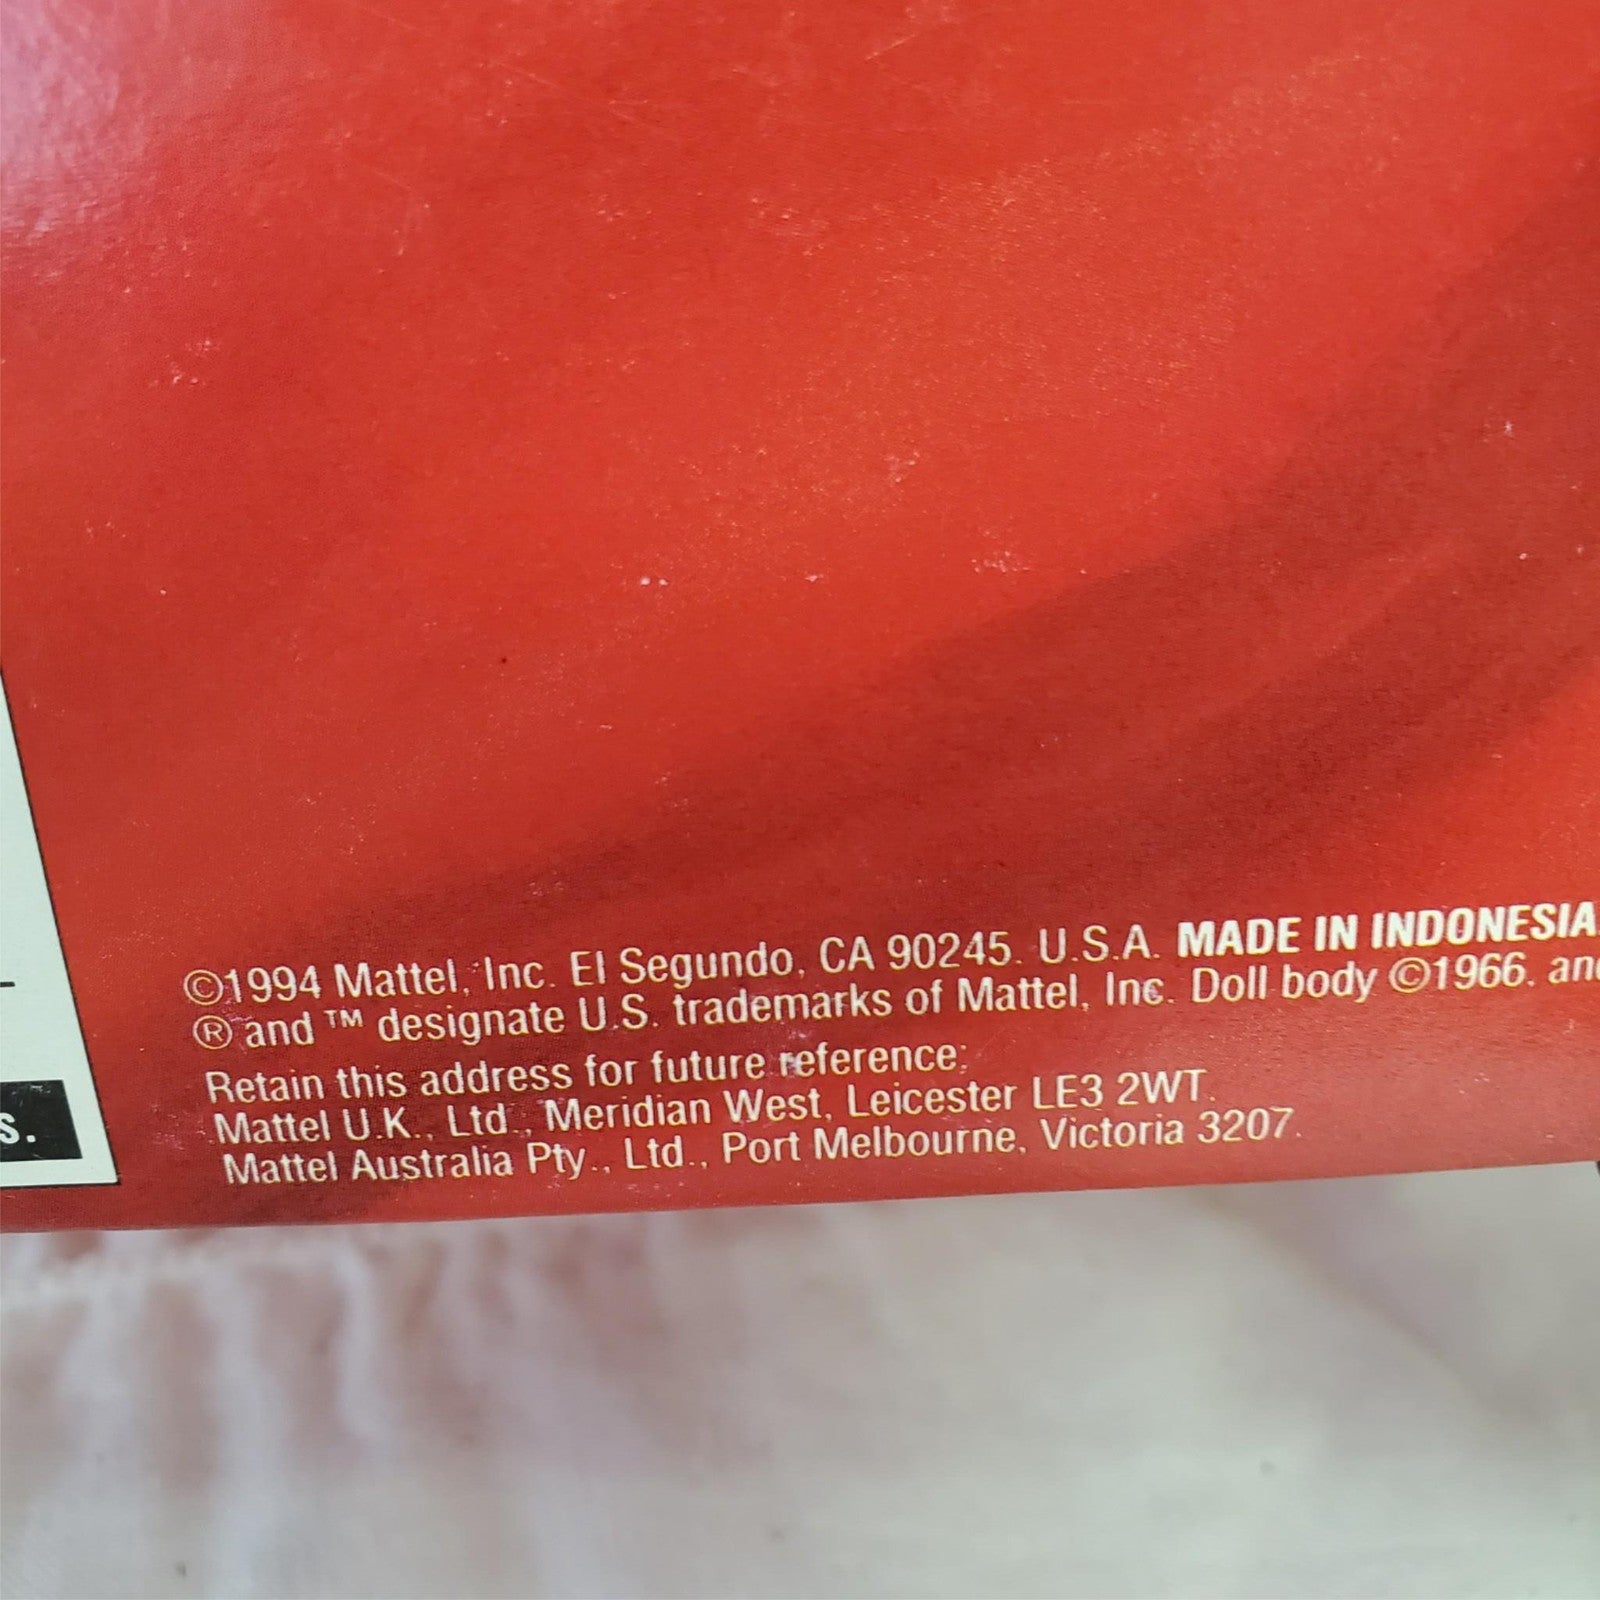 ©1994 Mattel, Inc. El Segundo, CA 90245. U.S.A. MADE IN INDONESIA.
® and ™ designate U.S. trademarks of Mattel, Inc. Doll body ©1966. and
Retain this address for future reference:
Mattel U.K., Ltd., Meridian West, Leicester LE3 2WT.
Mattel Australia Pty., Ltd., Port Melbourne, Victoria 3207.
s.